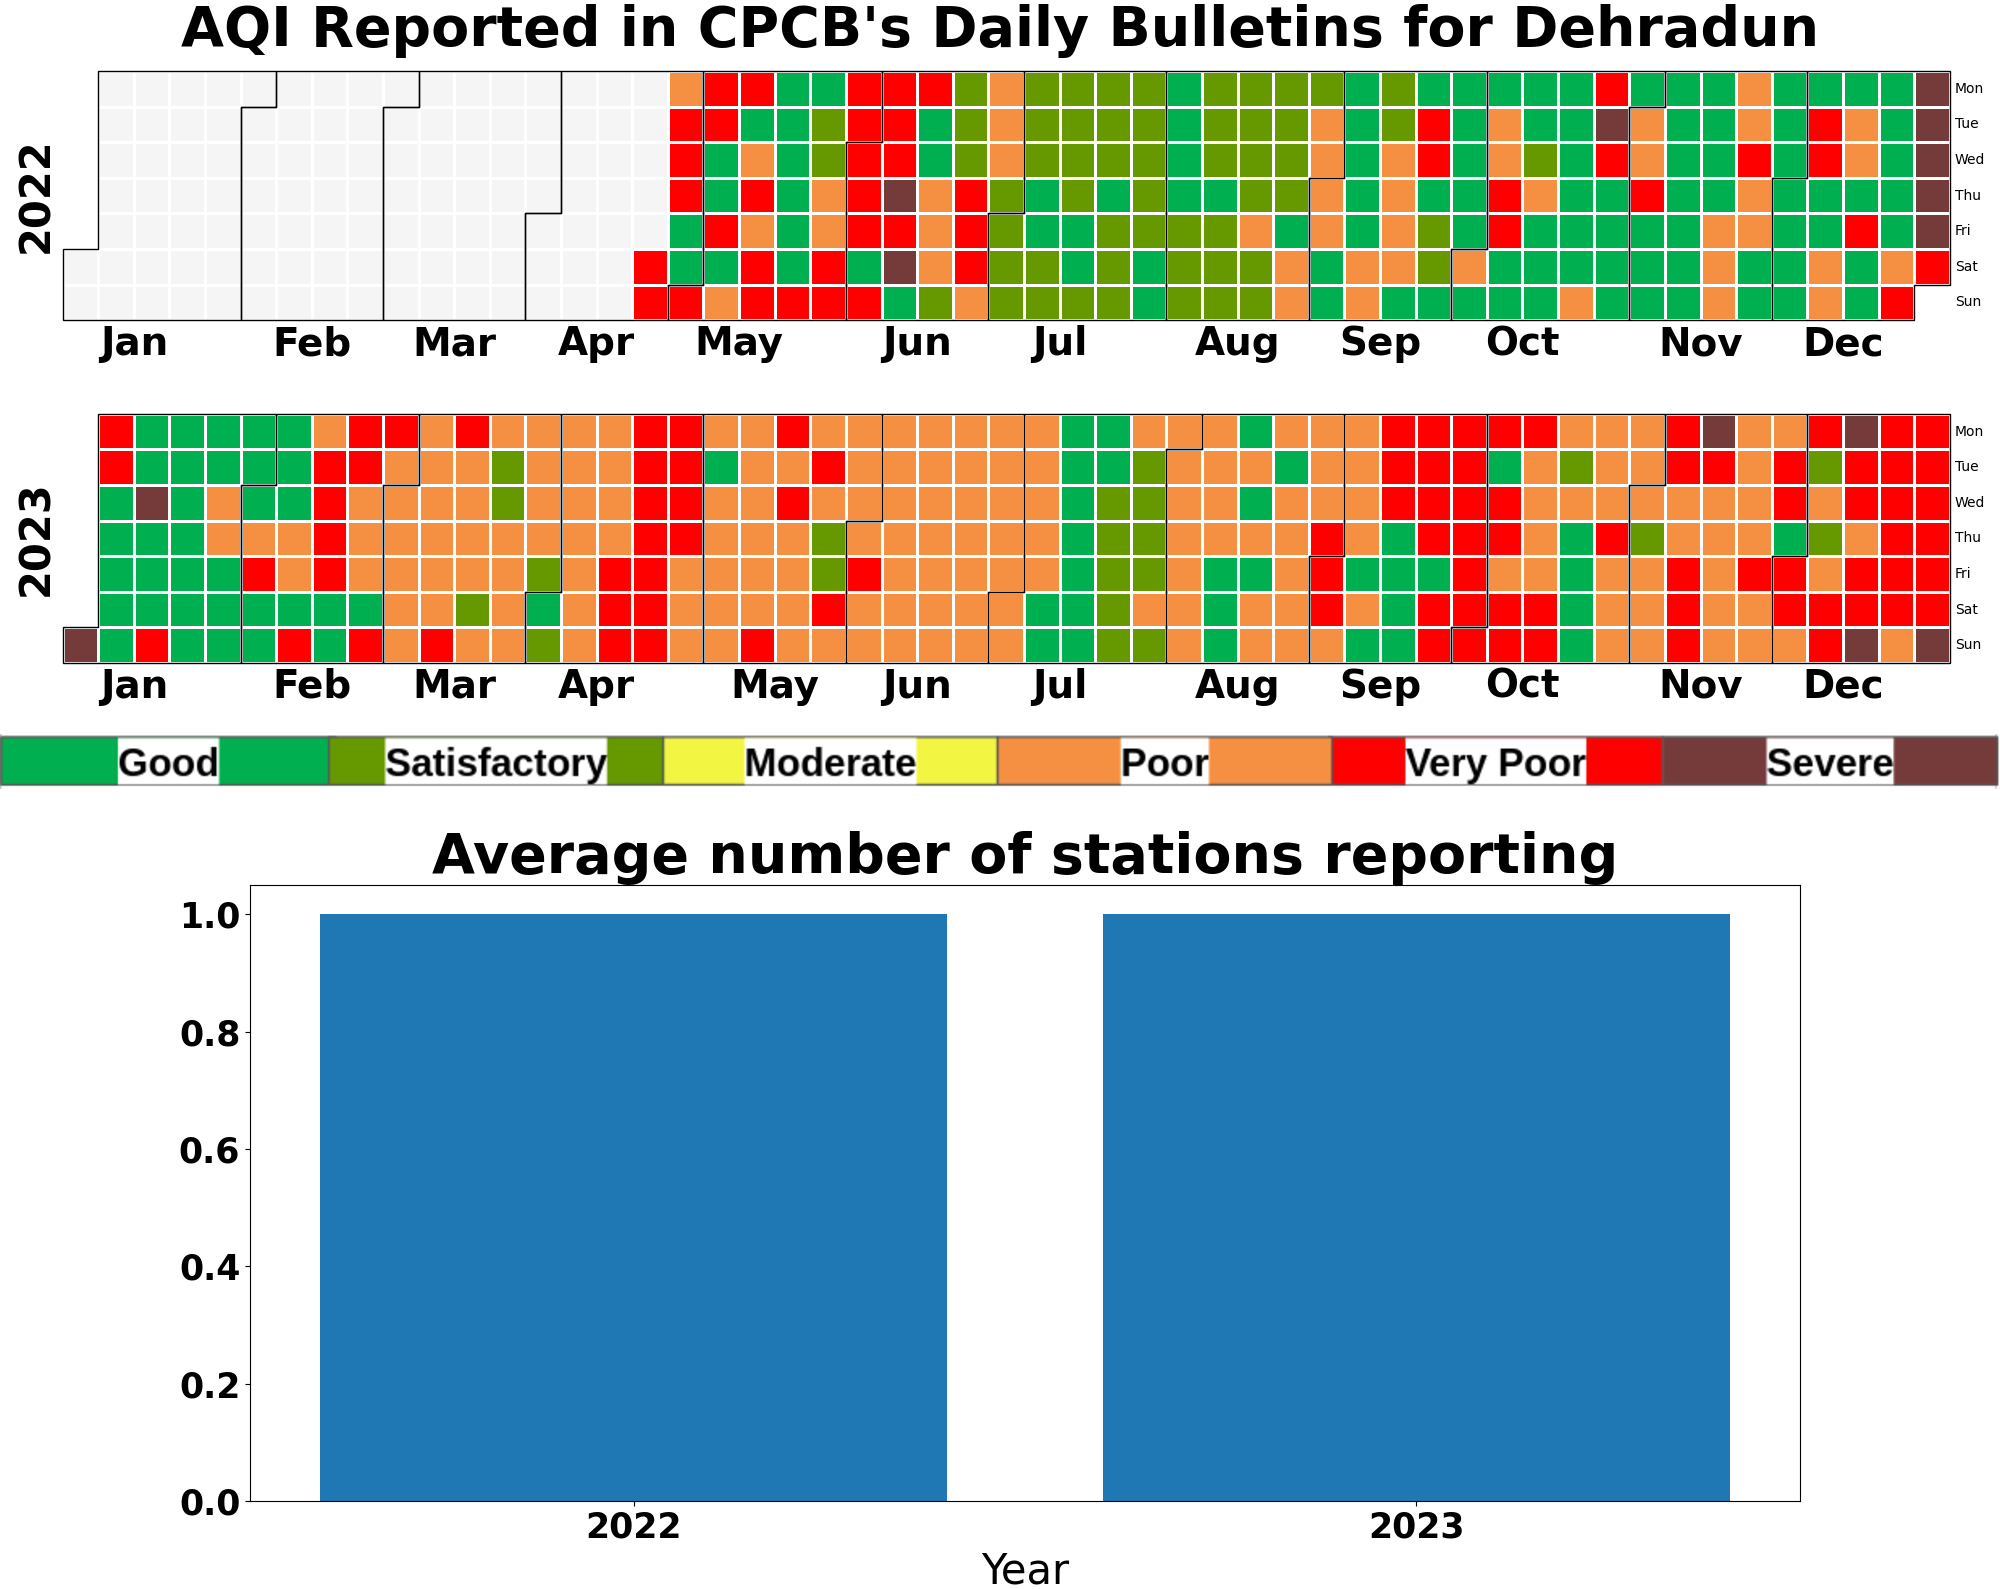 AQI Reported in CPCB's Daily Bulletins for Dehradun
2022
Mon
Tue
Wed
Thu
Fri
Sat
Sun
Jan Feb Mar Apr May Jun Jul Aug Sep Oct Nov Dec
2023
Mon
Tue
Wed
Thu
Fri
Sat
Sun
Jan Feb Mar Apr May Jun Jul Aug Sep Oct Nov Dec
Good Satisfactory Moderate Poor Very Poor Severe
Average number of stations reporting
1.0
0.8
0.6
0.4
0.2
0.0
2022 2023
Year